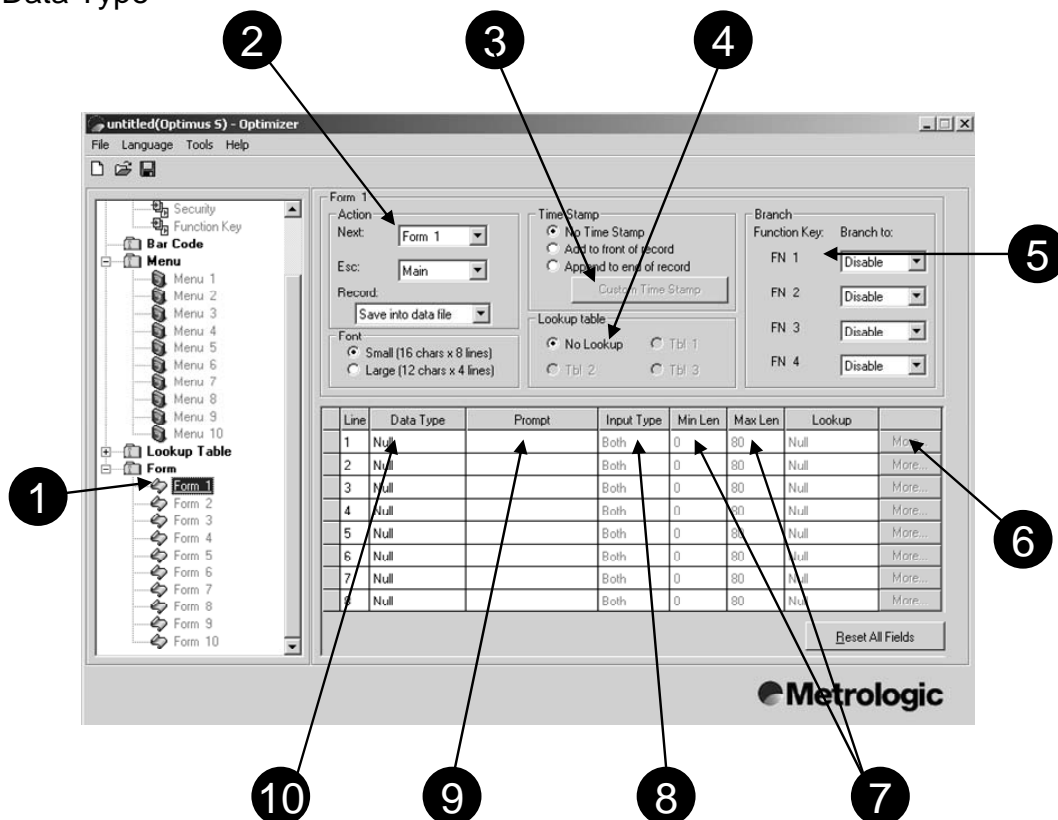 Data Type
2 3 4
untitled(Optimus S) - Optimizer
File Language Tools Help
Security
Function Key
Bar Code
Menu
Menu 1
Menu 2
Menu 3
Menu 4
Menu 5
Menu 6
Menu 7
Menu 8
Menu 9
Menu 10
Lookup Table
Form
Form 1
Form 2
Form 3
Form 4
Form 5
Form 6
Form 7
Form 8
Form 9
Form 10
1
Form 1
Action
Next: Form 1
Esc: Main
Record:
Save into data file
Font
Small (16 chars x 8 lines)
Large (12 chars x 4 lines)
Time Stamp
No Time Stamp
Add to front of record
Append to end of record
Custom Time Stamp
Lookup table
No Lookup Tbl 1
Tbl 2 Tbl 3
Branch
Function Key: Branch to:
FN 1 Disable
FN 2 Disable
FN 3 Disable
FN 4 Disable
5
Line Data Type Prompt Input Type Min Len Max Len Lookup
1 Null Both 0 80 Null More...
2 Null Both 0 80 Null More...
3 Null Both 0 80 Null More...
4 Null Both 0 80 Null More...
5 Null Both 0 80 Null More...
6 Null Both 0 80 Null More...
7 Null Both 0 80 Null More...
8 Null Both 0 80 Null More...
6
Reset All Fields
Metrologic
10 9 8 7